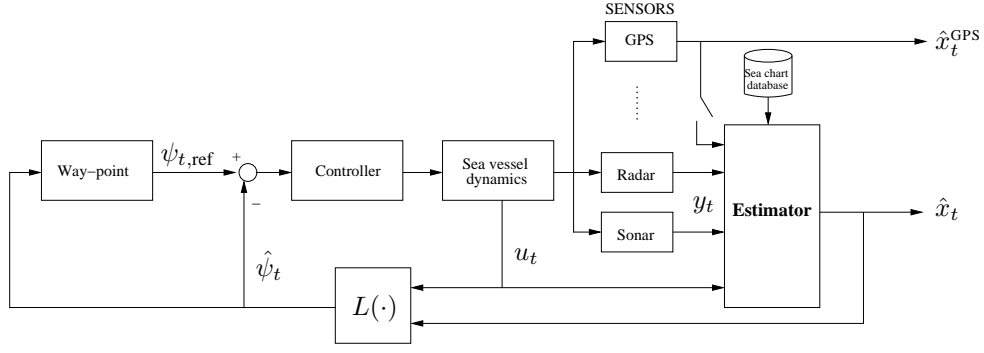 SENSORS
GPS
x̂_t^GPS
Sea chart
database
Way−point
ψ_t,ref
+
−
Controller
Sea vessel
dynamics
Radar
y_t
Estimator
x̂_t
Sonar
u_t
ψ̂_t
L(·)